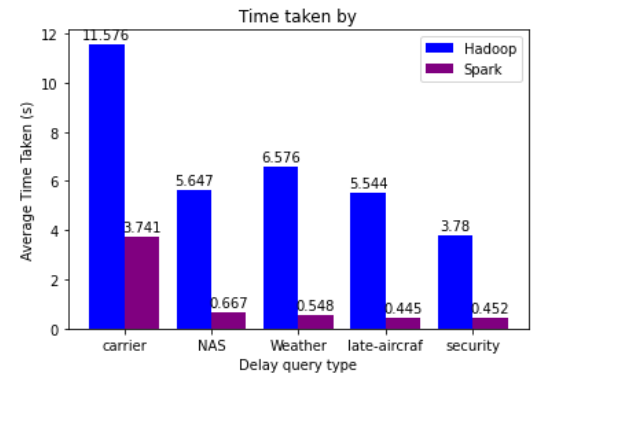 Time taken by
Hadoop
Spark
Average Time Taken (s)
12
10
8
6
4
2
0
11.576
3.741
5.647
0.667
6.576
0.548
5.544
0.445
3.78
0.452
carrier
NAS
Weather
late-aircraf
security
Delay query type